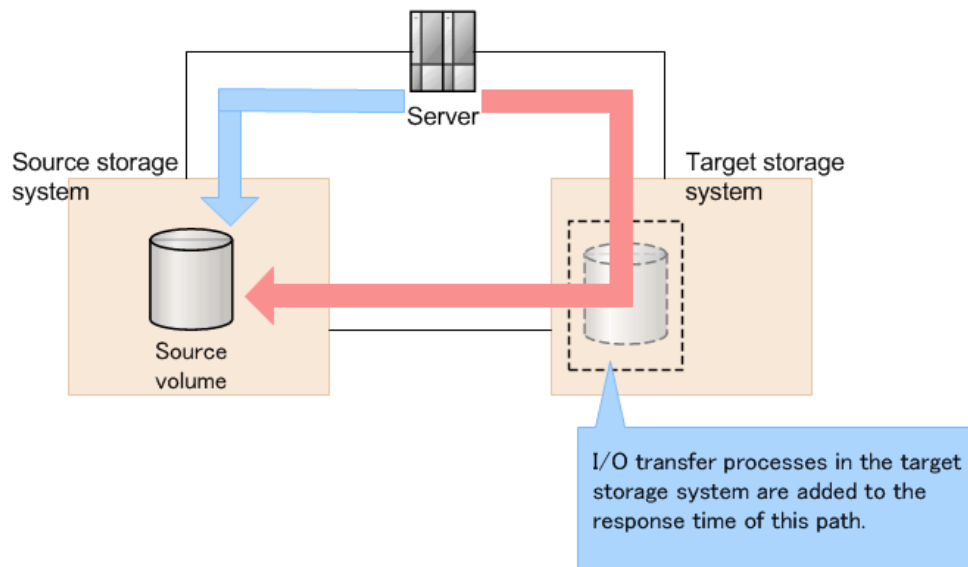 Server
Source storage
system
Target storage
system
Source
volume
I/O transfer processes in the target
storage system are added to the
response time of this path.